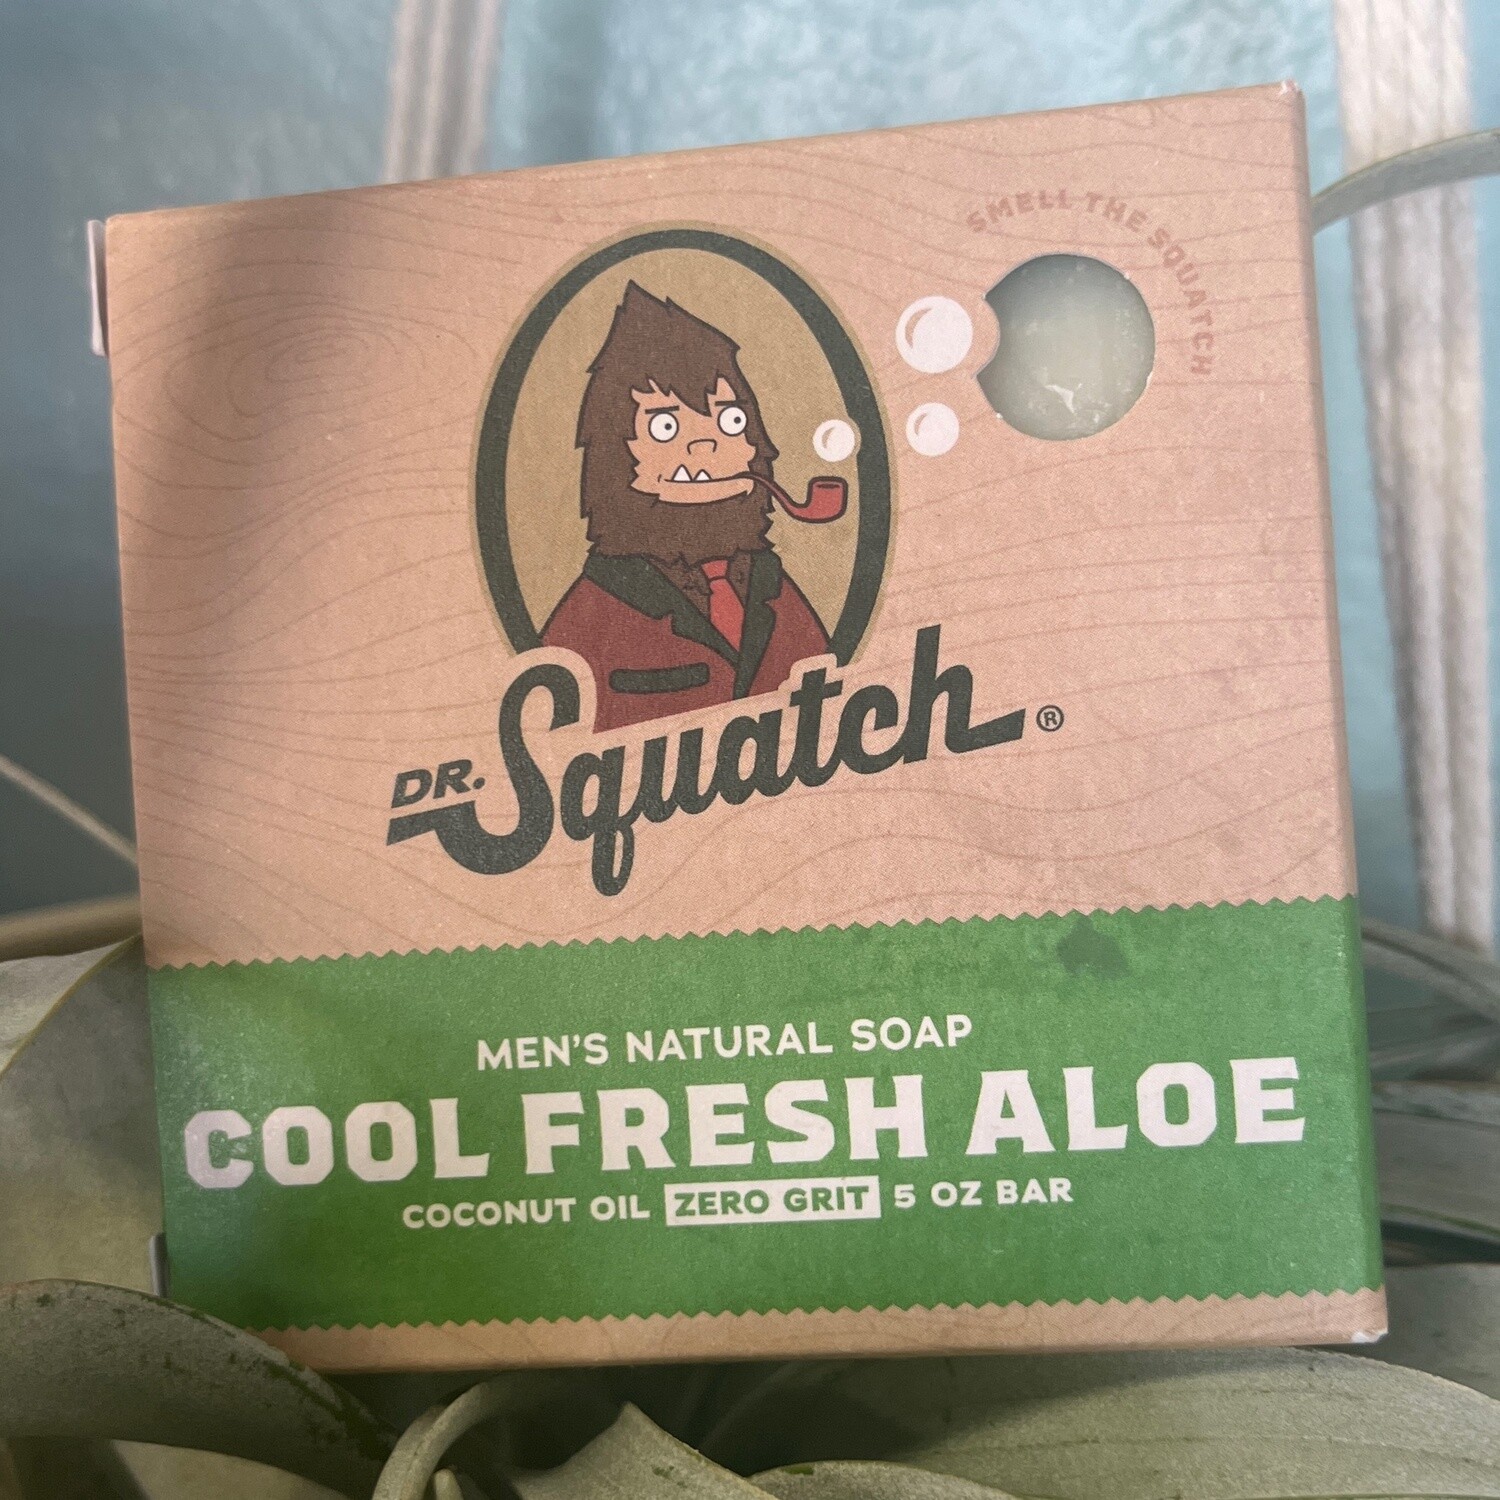 SMELL THE SQUATCH
DR. Squatch®
MEN'S NATURAL SOAP
COOL FRESH ALOE
COCONUT OIL ZERO GRIT 5 OZ BAR